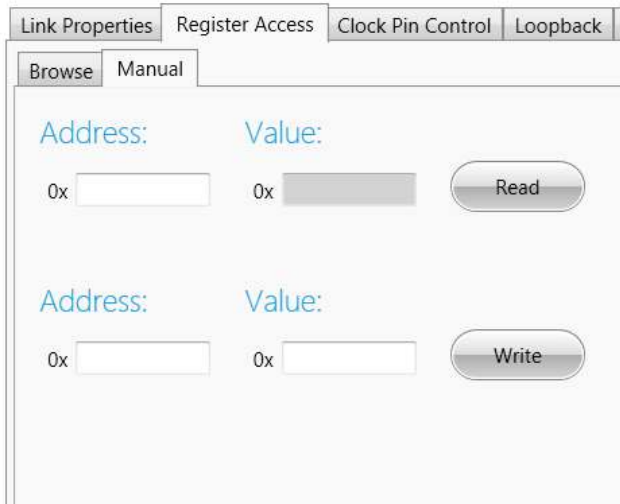 Link Properties Register Access Clock Pin Control Loopback
Browse Manual
Address: Value:
0x 0x Read
Address: Value:
0x 0x Write